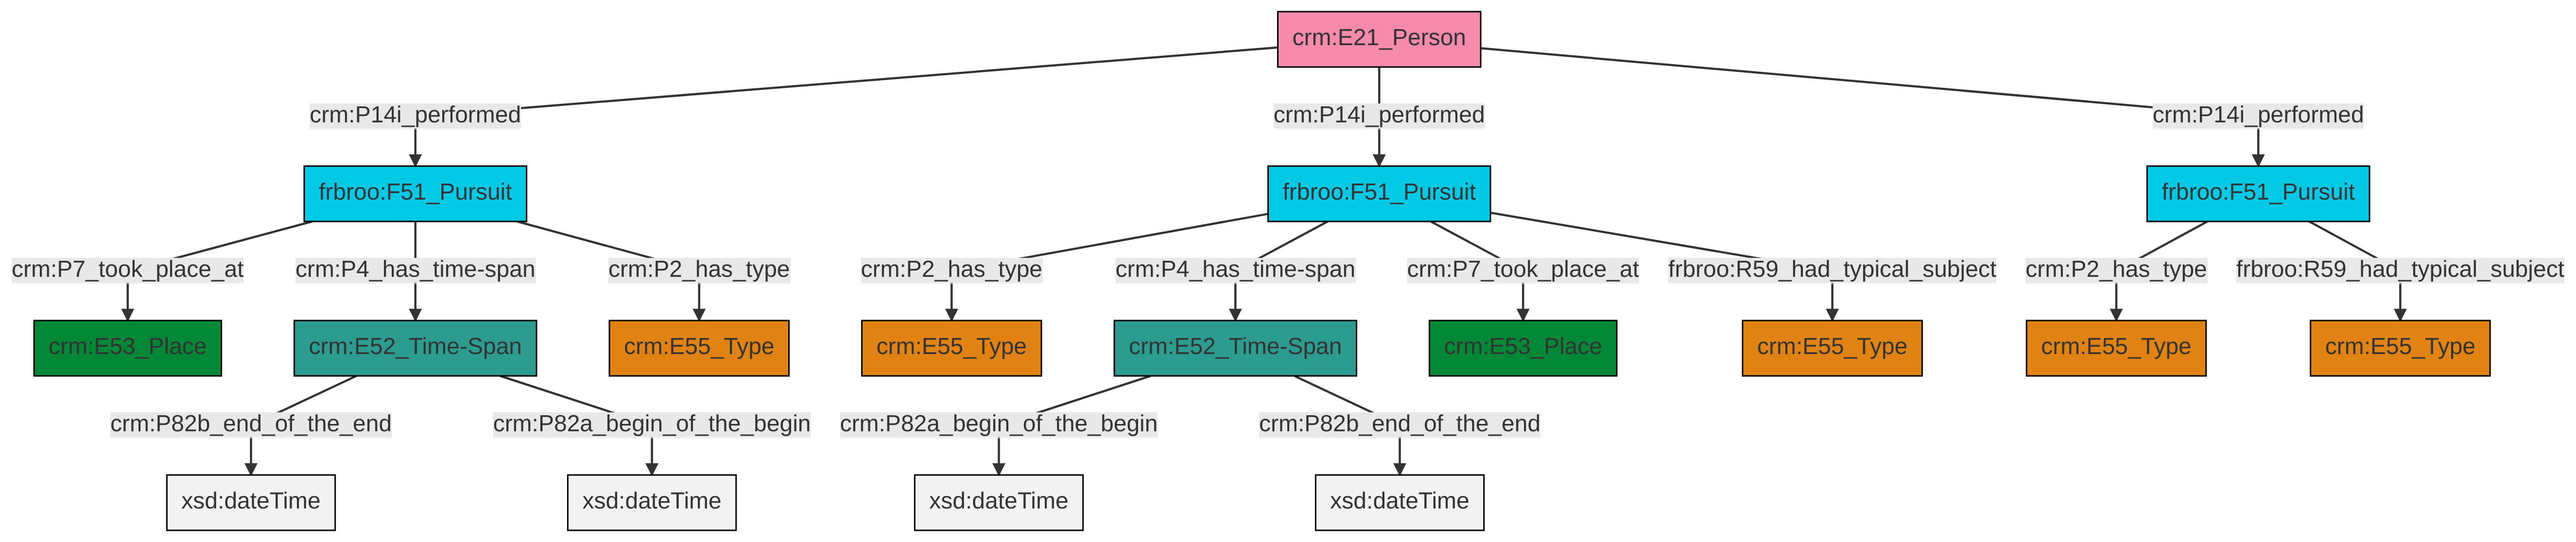 crm:E21_Person
crm:P14i_performed
crm:P14i_performed
crm:P14i_performed
frbroo:F51_Pursuit
frbroo:F51_Pursuit
frbroo:F51_Pursuit
crm:P7_took_place_at
crm:P4_has_time-span
crm:P2_has_type
crm:P2_has_type
crm:P4_has_time-span
crm:P7_took_place_at
frbroo:R59_had_typical_subject
crm:P2_has_type
frbroo:R59_had_typical_subject
crm:E53_Place
crm:E52_Time-Span
crm:E55_Type
crm:E55_Type
crm:E52_Time-Span
crm:E53_Place
crm:E55_Type
crm:E55_Type
crm:E55_Type
crm:P82b_end_of_the_end
crm:P82a_begin_of_the_begin
crm:P82a_begin_of_the_begin
crm:P82b_end_of_the_end
xsd:dateTime
xsd:dateTime
xsd:dateTime
xsd:dateTime